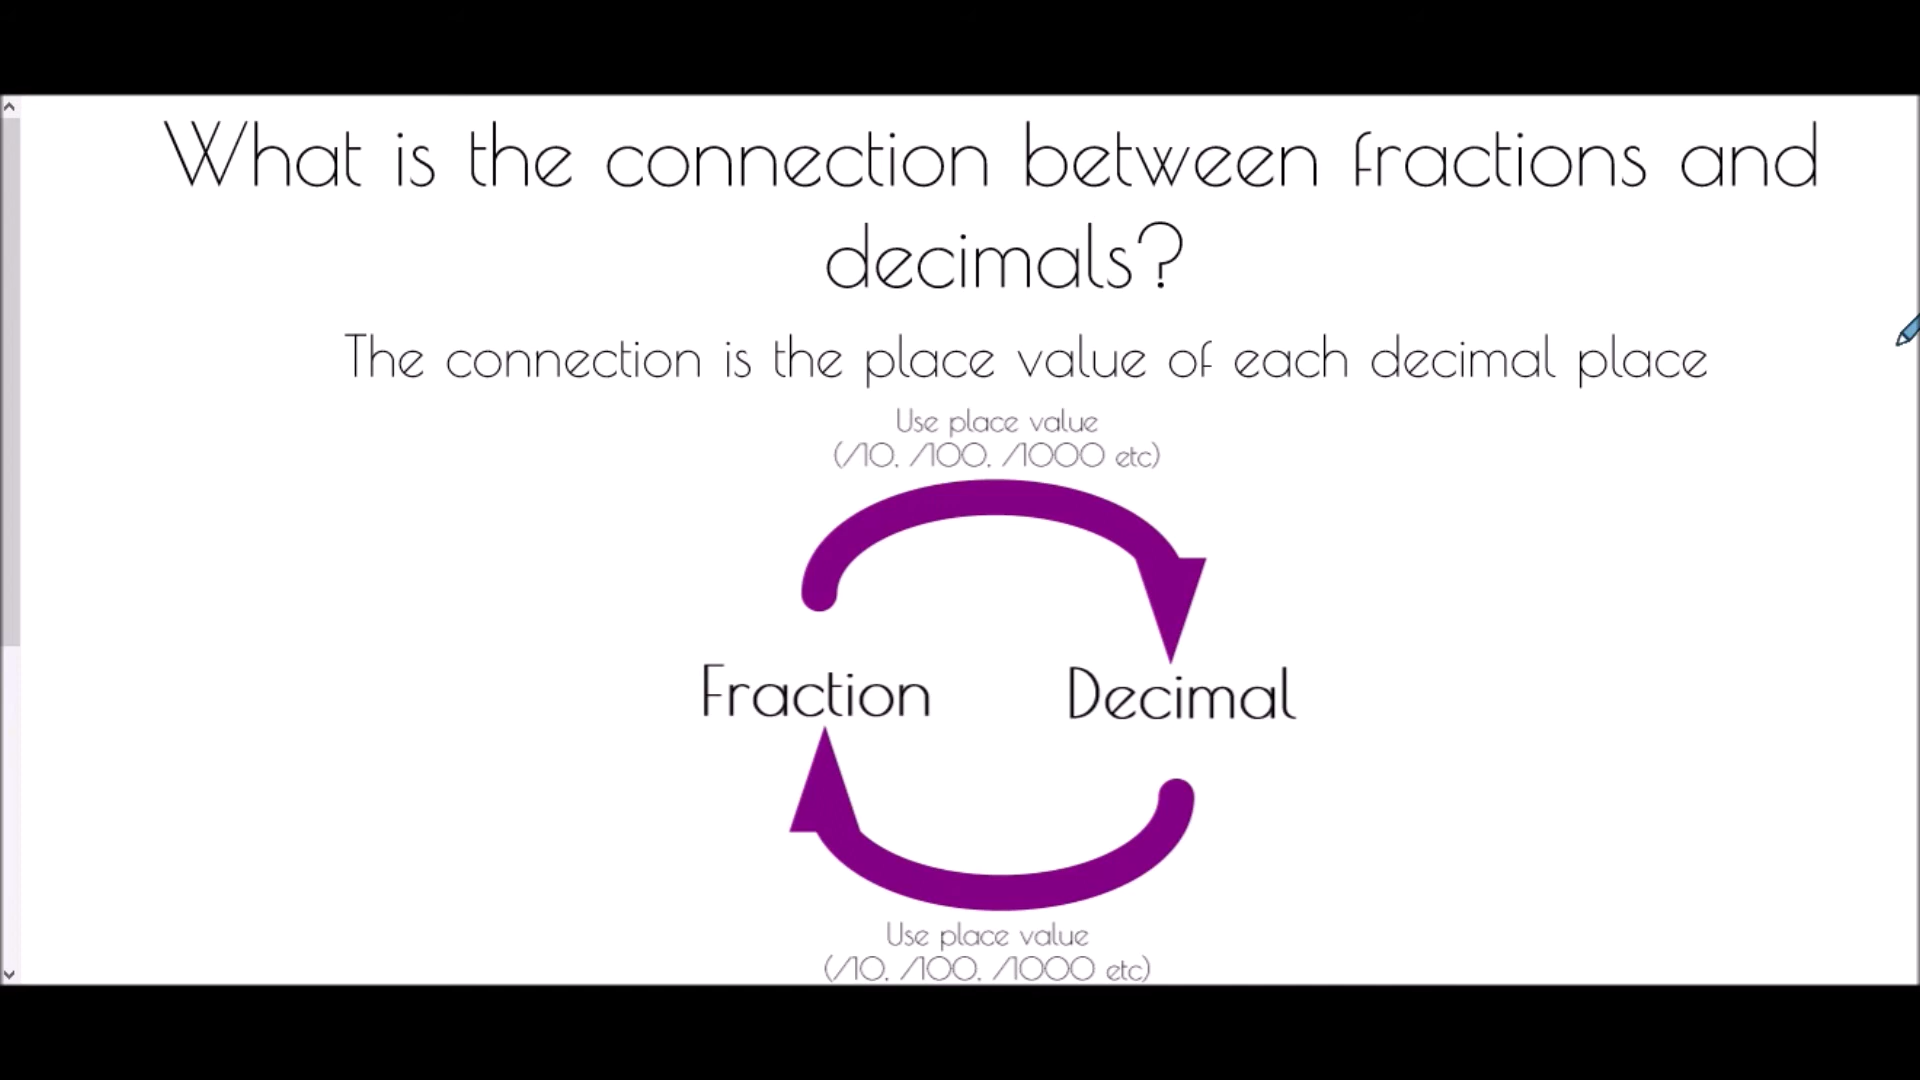 What is the connection between fractions and
decimals?
The connection is the place value of each decimal place
Use place value
(/10, /100, /1000 etc)
Fraction Decimal
Use place value
(/10, /100, /1000 etc)